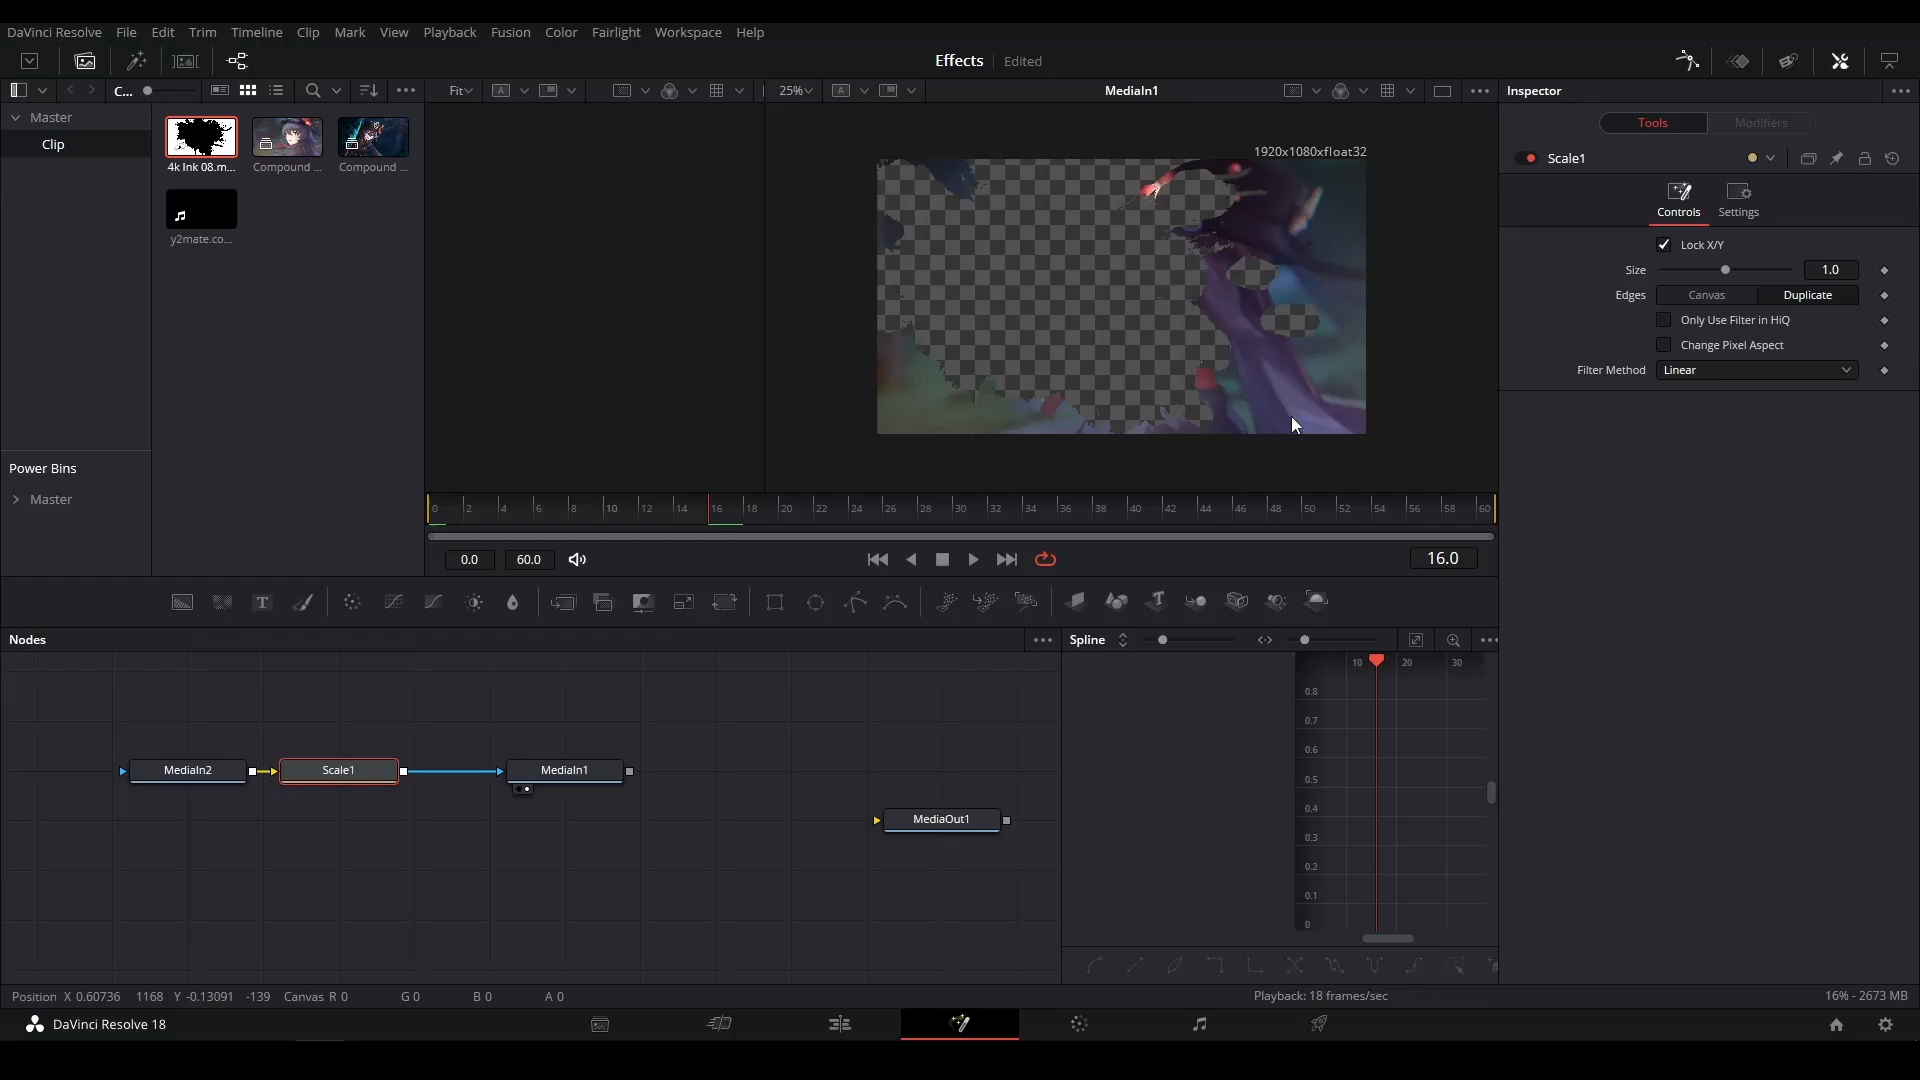 DaVinci Resolve File Edit Trim Timeline Clip Mark View Playback Fusion Color Fairlight Workspace Help
Effects Edited
C... Fit 25% MediaIn1 Inspector
Master
Clip
4k Ink 08.m... Compound ... Compound ...
y2mate.co...
Power Bins
Master
1920x1080xfloat32
Tools Modifiers
Scale1
Controls Settings
Lock X/Y
Size 1.0
Edges Canvas Duplicate
Only Use Filter in HiQ
Change Pixel Aspect
Filter Method Linear
0 2 4 6 8 10 12 14 16 18 20 22 24 26 28 30 32 34 36 38 40 42 44 46 48 50 52 54 56 58 60
0.0 60.0 16.0
Nodes
Spline
MediaIn2 Scale1 MediaIn1
MediaOut1
10 20 30
0.8
0.7
0.6
0.5
0.4
0.3
0.2
0.1
0
Position X 0.60736 1168 Y -0.13091 -139 Canvas R 0 G 0 B 0 A 0
Playback: 18 frames/sec
16% - 2673 MB
DaVinci Resolve 18